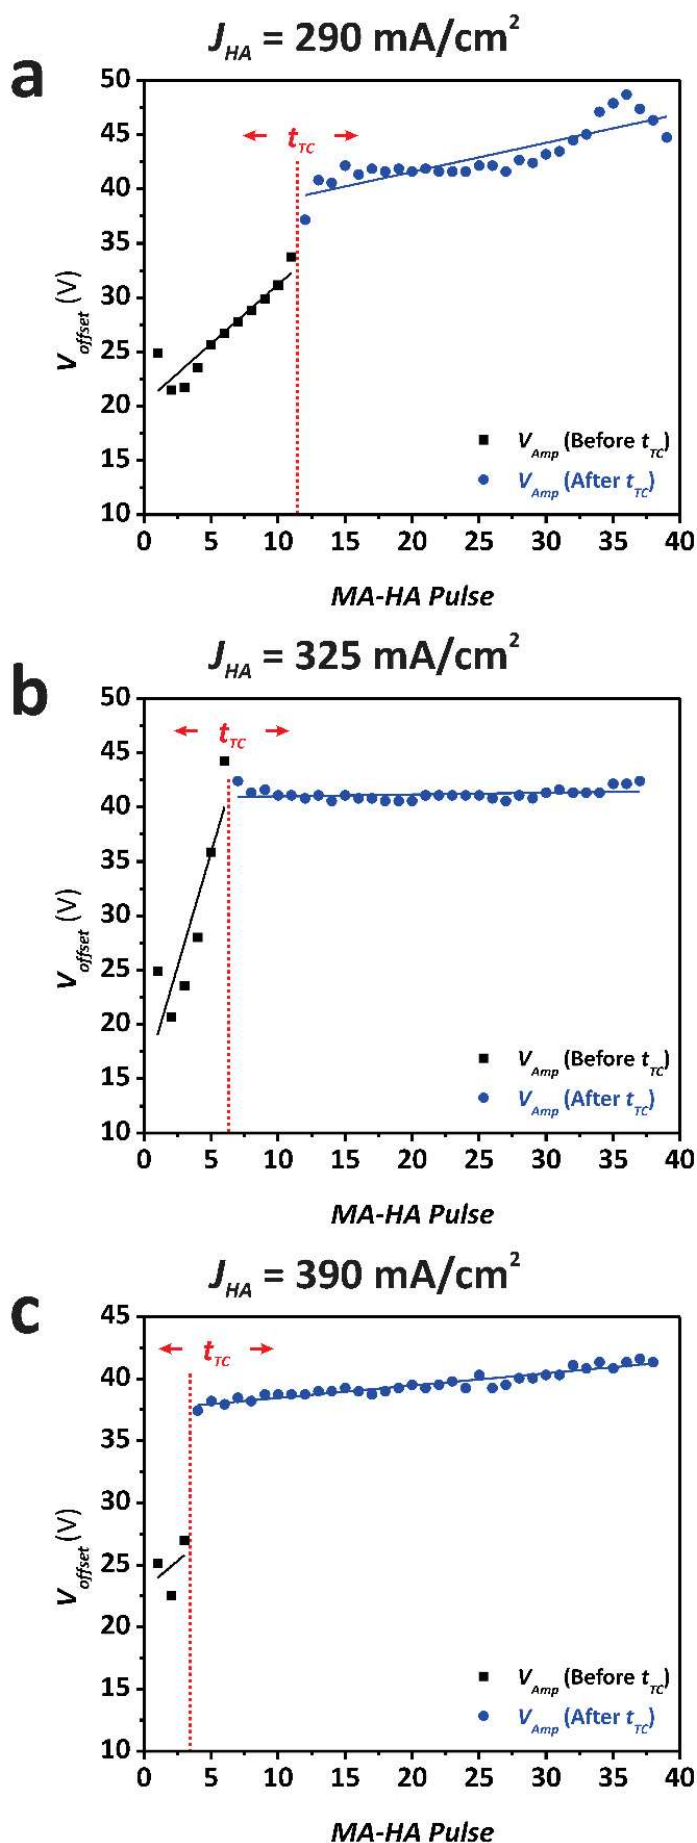 a
J_HA = 290 mA/cm²
50
45
40
35
30
25
20
15
10
V_offset (V)
t_TC
V_Amp (Before t_TC)
V_Amp (After t_TC)
0 5 10 15 20 25 30 35 40
MA-HA Pulse
b
J_HA = 325 mA/cm²
50
45
40
35
30
25
20
15
10
V_offset (V)
t_TC
V_Amp (Before t_TC)
V_Amp (After t_TC)
0 5 10 15 20 25 30 35 40
MA-HA Pulse
c
J_HA = 390 mA/cm²
45
40
35
30
25
20
15
10
V_offset (V)
t_TC
V_Amp (Before t_TC)
V_Amp (After t_TC)
0 5 10 15 20 25 30 35 40
MA-HA Pulse